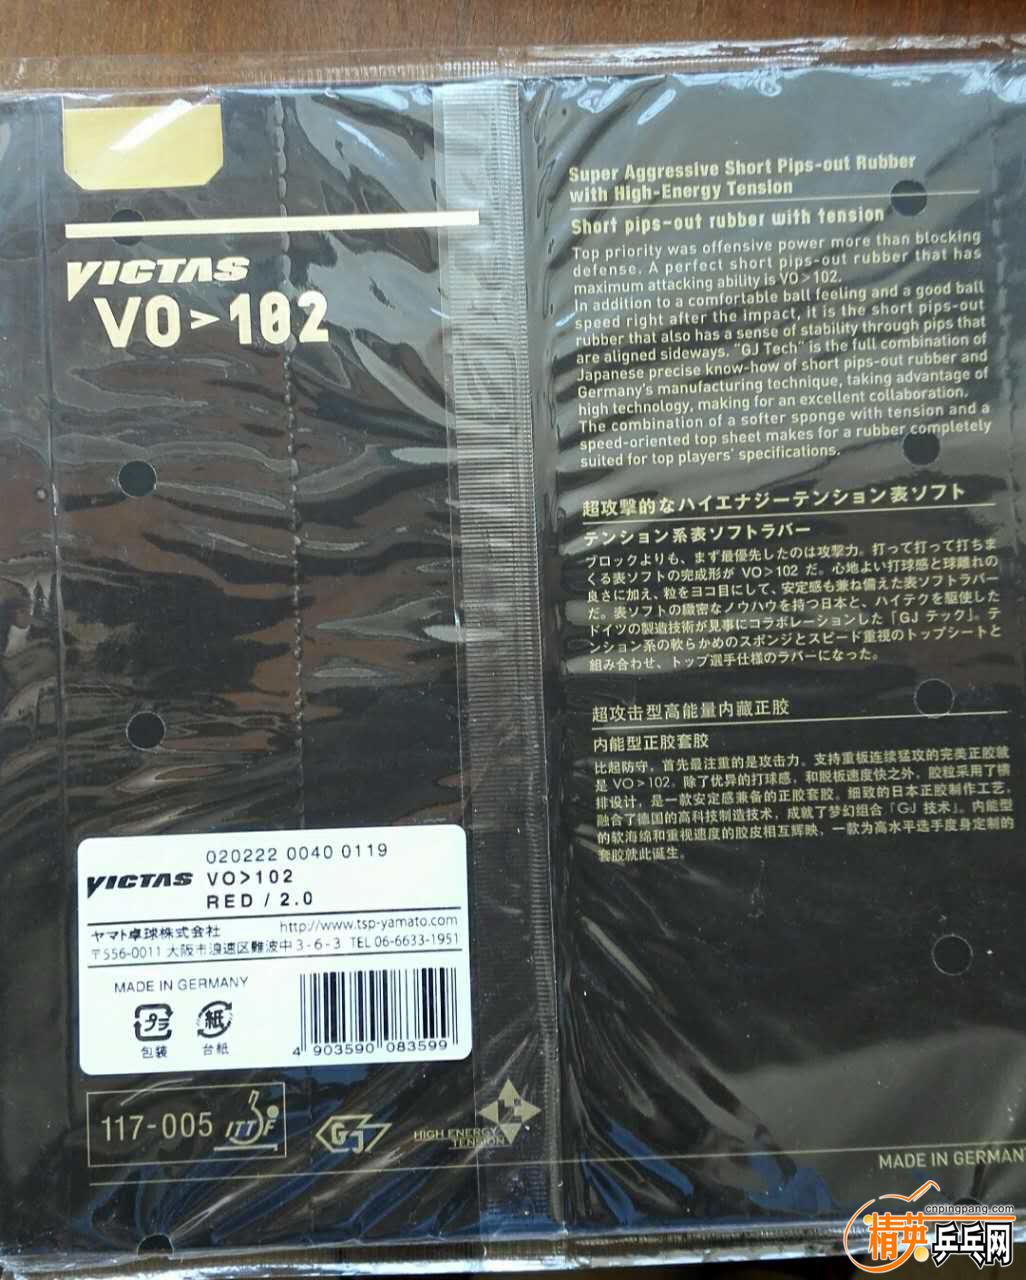 VICTAS
VO>102
Super Aggressive Short Pips-out Rubber
with High-Energy Tension
Short pips-out rubber with tension
Top priority was offensive power more than blocking
defense. A perfect short pips-out rubber that has
maximum attacking ability is VO>102.
In addition to a comfortable ball feeling and a good ball
speed right after the impact, it is the short pips-out
rubber that also has a sense of stability through pips that
are aligned sideways. "GJ Tech" is the full combination of
Japanese precise know-how of short pips-out rubber and
Germany's manufacturing technique, taking advantage of
high technology, making for an excellent collaboration.
The combination of a softer sponge with tension and a
speed-oriented top sheet makes for a rubber completely
suited for top players' specifications.
超攻撃的なハイエナジーテンション表ソフト
テンション系表ソフトラバー
ブロックよりも、まず最優先したのは攻撃力。打って打って打ちま
くる表ソフトの完成形が VO>102 だ。心地よい打球感と球離れの
良さに加え、粒をヨコ目にして、安定感も兼ね備えた表ソフトラバー
だ。表ソフトの緻密なノウハウを持つ日本と、ハイテクを駆使した
ドイツの製造技術が見事にコラボレーションした「GJ テック」。テ
ンション系の軟らかめのスポンジとスピード重視のトップシートと
組み合わせ、トップ選手仕様のラバーになった。
超攻击型高能量内藏正胶
内能型正胶套胶
比起防守，首先最注重的是攻击力。支持重板连续猛攻的完美正胶就
是 VO>102。除了优异的打球感，和脱板速度快之外，胶粒采用了横
排设计，是一款安定感兼备的正胶套胶。细致的日本正胶制作工艺，
融合了德国的高科技制造技术，成就了梦幻组合「GJ 技术」。内能型
的软海绵和重视速度的胶皮相互辉映，一款为高水平选手度身定制的
套胶就此诞生。
020222 0040 0119
VICTAS VO>102
RED / 2.0
ヤマト卓球株式会社 http://www.tsp-yamato.com
〒556-0011 大阪市浪速区難波中3-6-3 TEL 06-6633-1951
MADE IN GERMANY
プラ 紙
包装 台紙
4 903590 083599
117-005 ITTF
GJ
HIGH ENERGY
TENSION
MADE IN GERMAN
cnpingpang.com
精英乒乓网